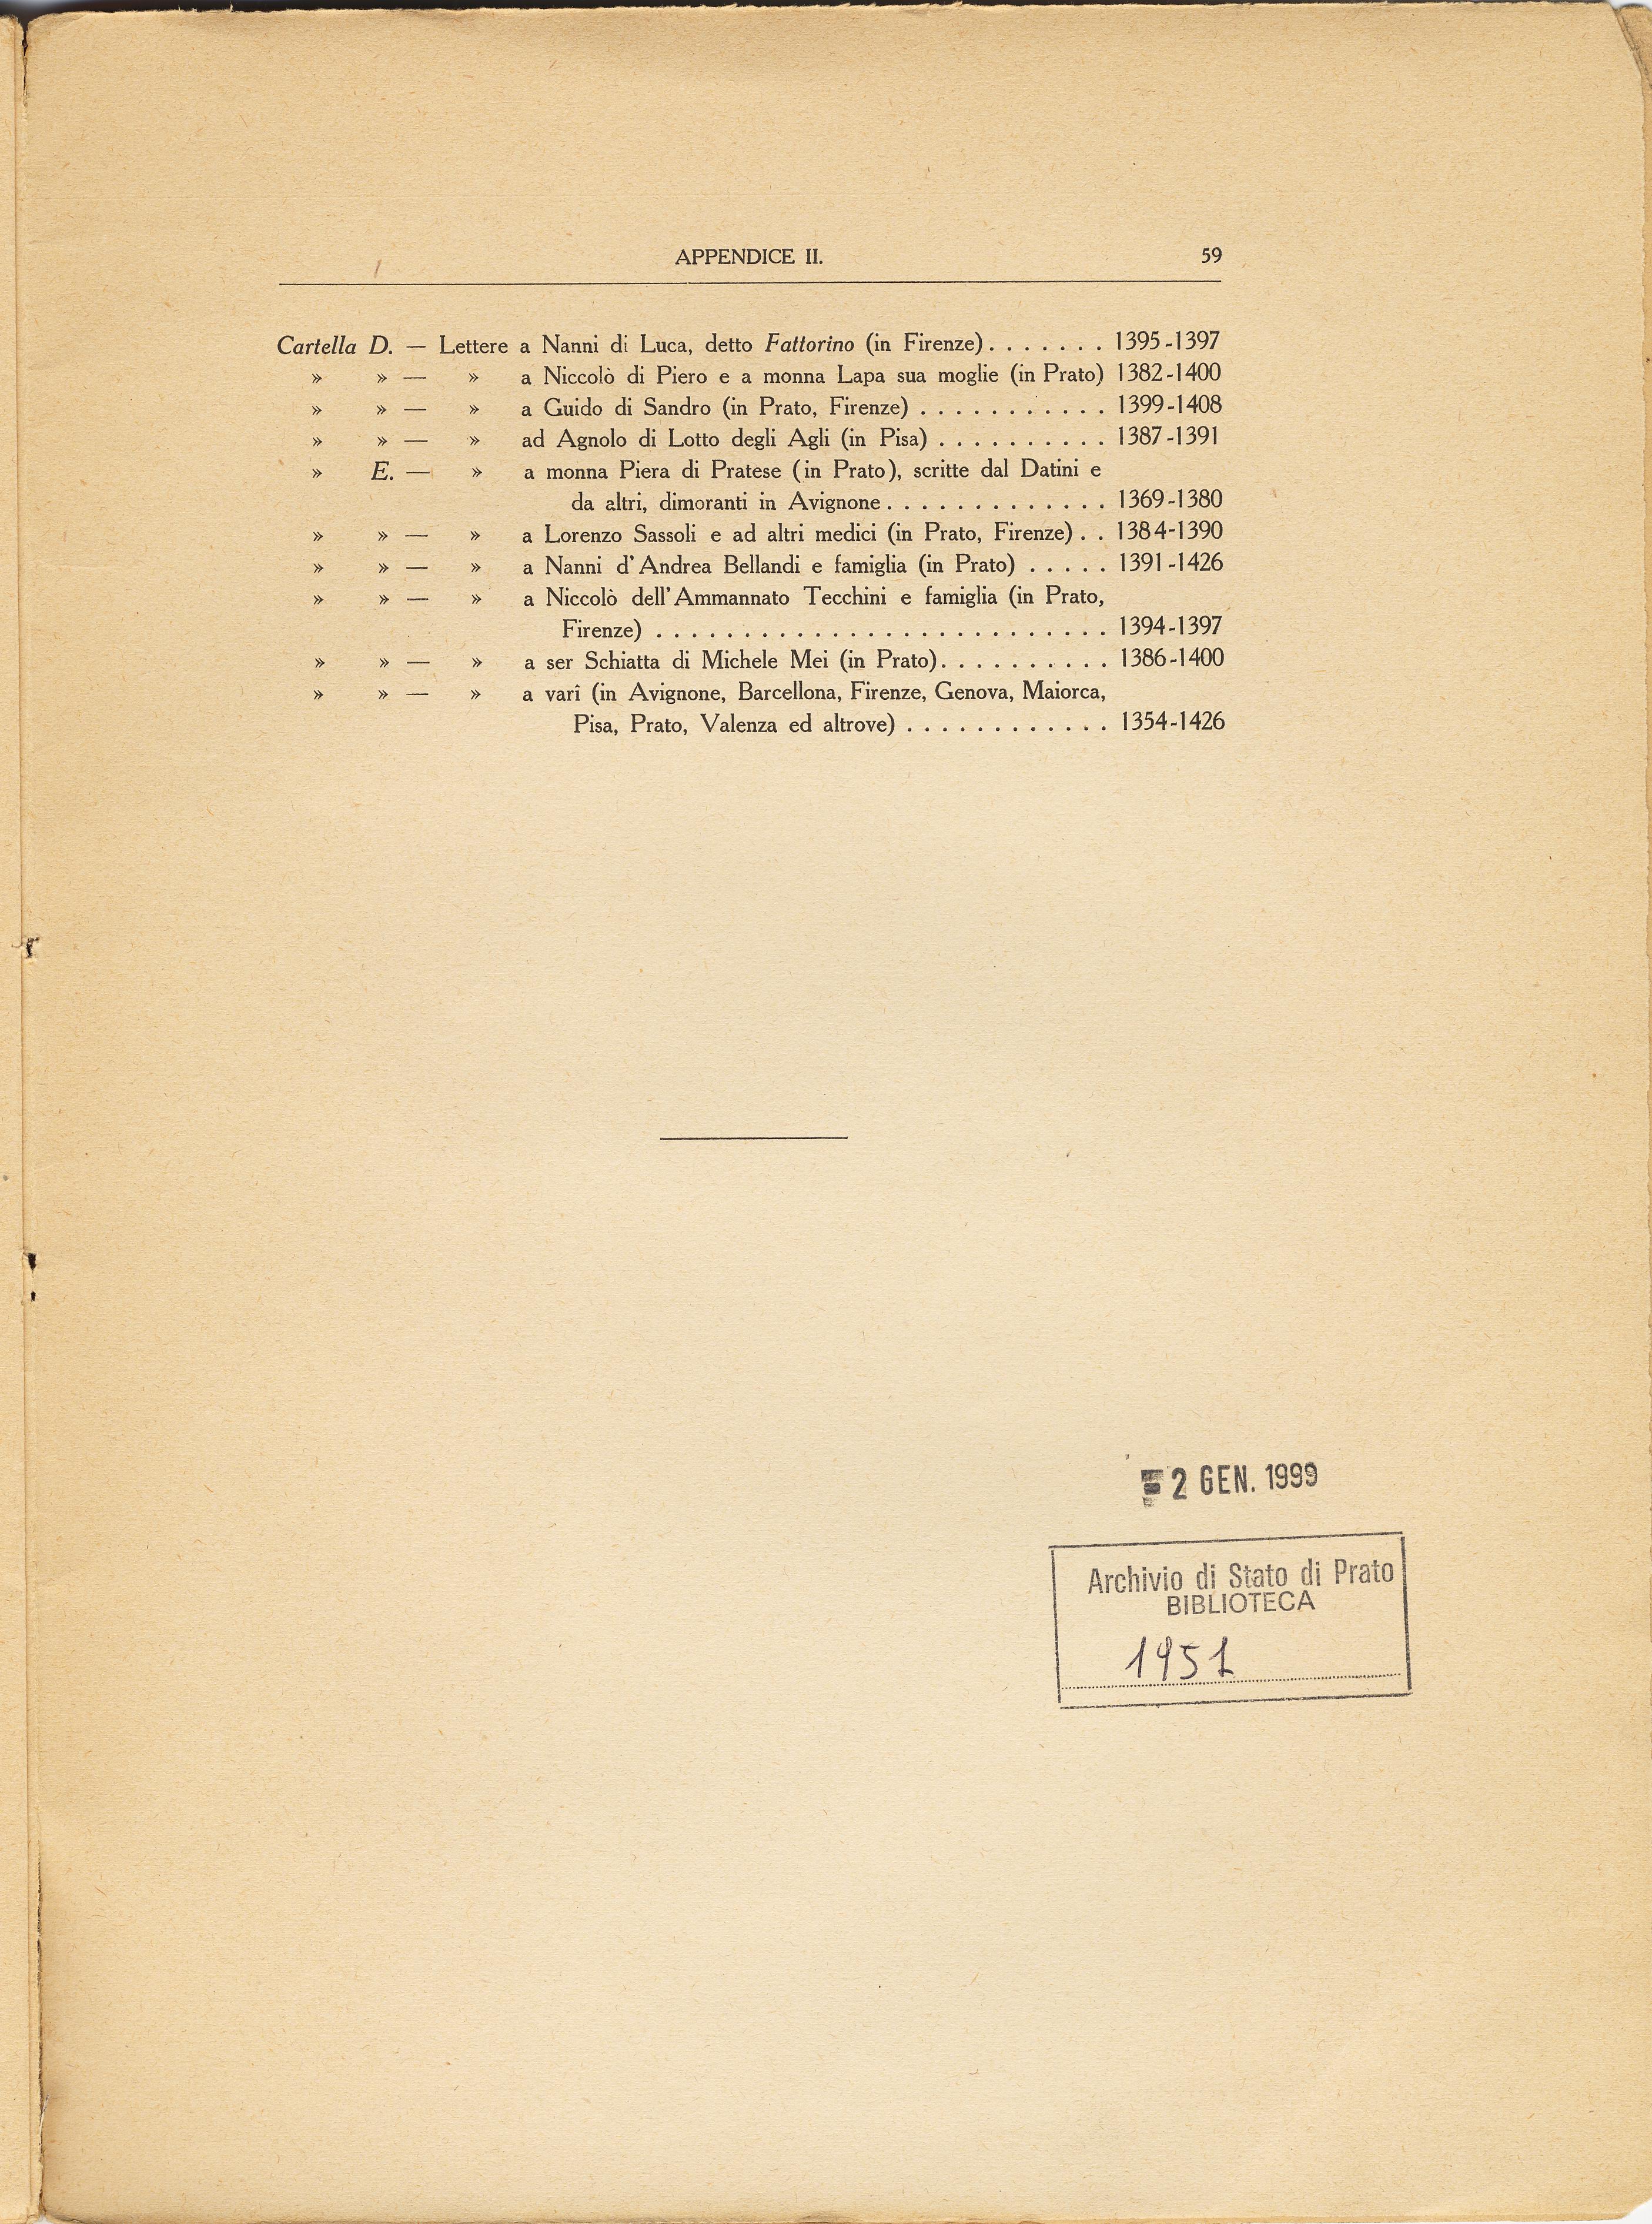 APPENDICE II. 59
Cartella D. — Lettere a Nanni di Luca, detto Fattorino (in Firenze) . . . . . . . 1395-1397
» » — » a Niccolò di Piero e a monna Lapa sua moglie (in Prato) 1382-1400
» » — » a Guido di Sandro (in Prato, Firenze) . . . . . . . . . . . 1399-1408
» » — » ad Agnolo di Lotto degli Agli (in Pisa) . . . . . . . . . . 1387-1391
» E. — » a monna Piera di Pratese (in Prato), scritte dal Datini e
da altri, dimoranti in Avignone . . . . . . . . . . . . . 1369-1380
» » — » a Lorenzo Sassoli e ad altri medici (in Prato, Firenze) . . 1384-1390
» » — » a Nanni d'Andrea Bellandi e famiglia (in Prato) . . . . . 1391-1426
» » — » a Niccolò dell'Ammannato Tecchini e famiglia (in Prato,
Firenze) . . . . . . . . . . . . . . . . . . . . . . . . . . 1394-1397
» » — » a ser Schiatta di Michele Mei (in Prato) . . . . . . . . . . 1386-1400
» » — » a varî (in Avignone, Barcellona, Firenze, Genova, Maiorca,
Pisa, Prato, Valenza ed altrove) . . . . . . . . . . . . 1354-1426
2 GEN. 1999
Archivio di Stato di Prato
BIBLIOTECA
1951